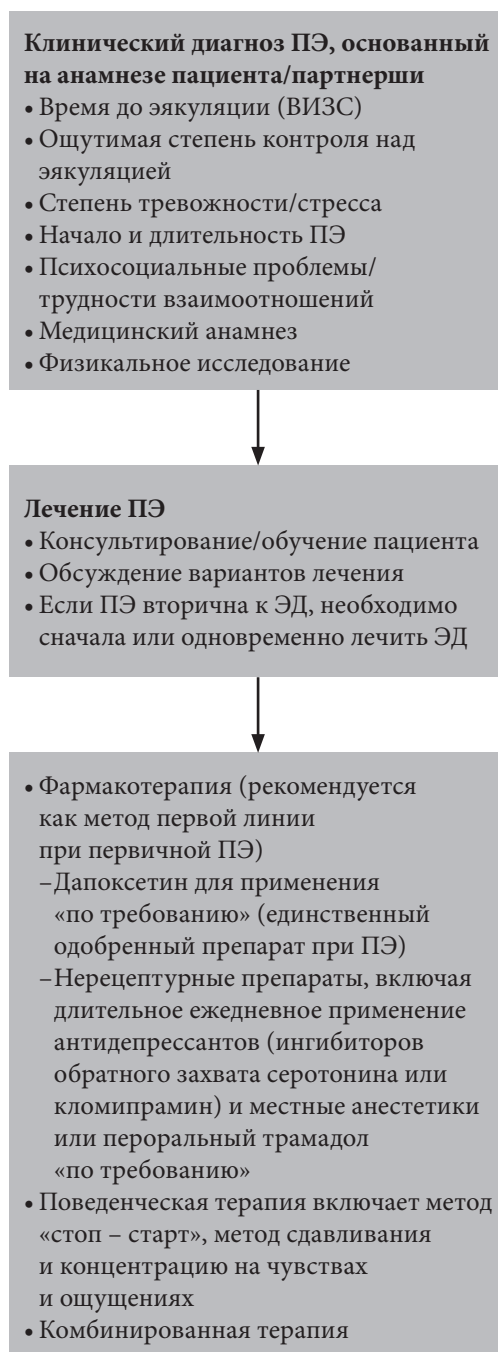 Клинический диагноз ПЭ, основанный
на анамнезе пациента/партнерши
• Время до эякуляции (ВИЗС)
• Ощутимая степень контроля над
эякуляцией
• Степень тревожности/стресса
• Начало и длительность ПЭ
• Психосоциальные проблемы/
трудности взаимоотношений
• Медицинский анамнез
• Физикальное исследование
Лечение ПЭ
• Консультирование/обучение пациента
• Обсуждение вариантов лечения
• Если ПЭ вторична к ЭД, необходимо
сначала или одновременно лечить ЭД
• Фармакотерапия (рекомендуется
как метод первой линии
при первичной ПЭ)
–Дапоксетин для применения
«по требованию» (единственный
одобренный препарат при ПЭ)
–Нерецептурные препараты, включая
длительное ежедневное применение
антидепрессантов (ингибиторов
обратного захвата серотонина или
кломипрамин) и местные анестетики
или пероральный трамадол
«по требованию»
• Поведенческая терапия включает метод
«стоп – старт», метод сдавливания
и концентрацию на чувствах
и ощущениях
• Комбинированная терапия